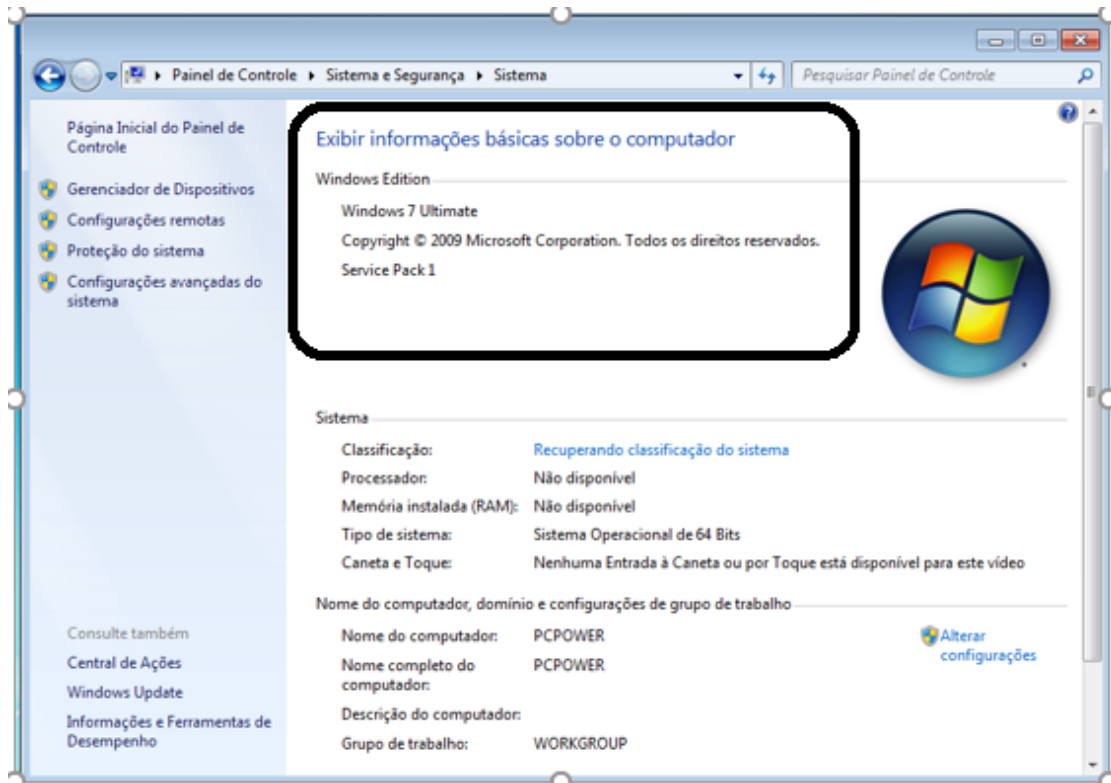 Painel de Controle ▸ Sistema e Segurança ▸ Sistema
Pesquisar Painel de Controle
Página Inicial do Painel de
Controle
Gerenciador de Dispositivos
Configurações remotas
Proteção do sistema
Configurações avançadas do
sistema
Exibir informações básicas sobre o computador
Windows Edition
Windows 7 Ultimate
Copyright © 2009 Microsoft Corporation. Todos os direitos reservados.
Service Pack 1
Sistema
Classificação: Recuperando classificação do sistema
Processador: Não disponível
Memória instalada (RAM): Não disponível
Tipo de sistema: Sistema Operacional de 64 Bits
Caneta e Toque: Nenhuma Entrada à Caneta ou por Toque está disponível para este vídeo
Nome do computador, domínio e configurações de grupo de trabalho
Nome do computador: PCPOWER
Alterar
configurações
Nome completo do
computador: PCPOWER
Descrição do computador:
Grupo de trabalho: WORKGROUP
Consulte também
Central de Ações
Windows Update
Informações e Ferramentas de
Desempenho